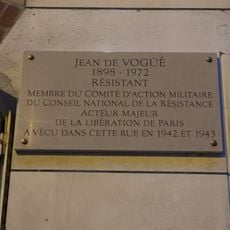 JEAN DE VOGÜÉ
1898 - 1972
RÉSISTANT
MEMBRE DU COMITÉ D'ACTION MILITAIRE
DU CONSEIL NATIONAL DE LA RÉSISTANCE
ACTEUR MAJEUR
DE LA LIBÉRATION DE PARIS
A VÉCU DANS CETTE RUE EN 1942 ET 1943